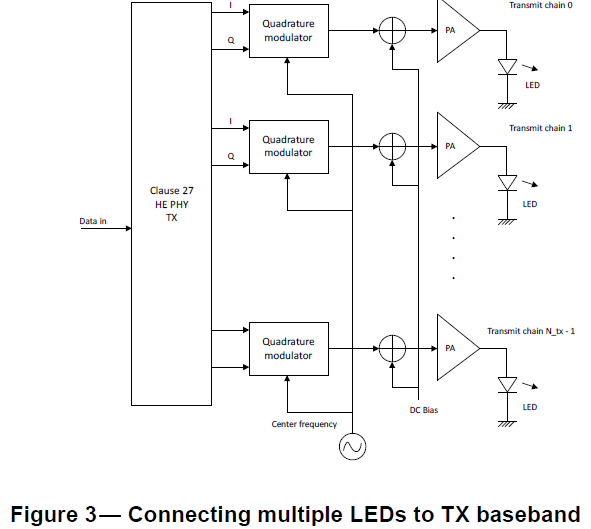 Transmit chain 0
I
Quadrature
modulator
PA
Q
LED
Transmit chain 1
I
Quadrature
modulator
PA
Q
Clause 27
HE PHY
TX
LED
Data in
Transmit chain N_tx - 1
Quadrature
modulator
PA
LED
DC Bias
Center frequency
Figure 3— Connecting multiple LEDs to TX baseband